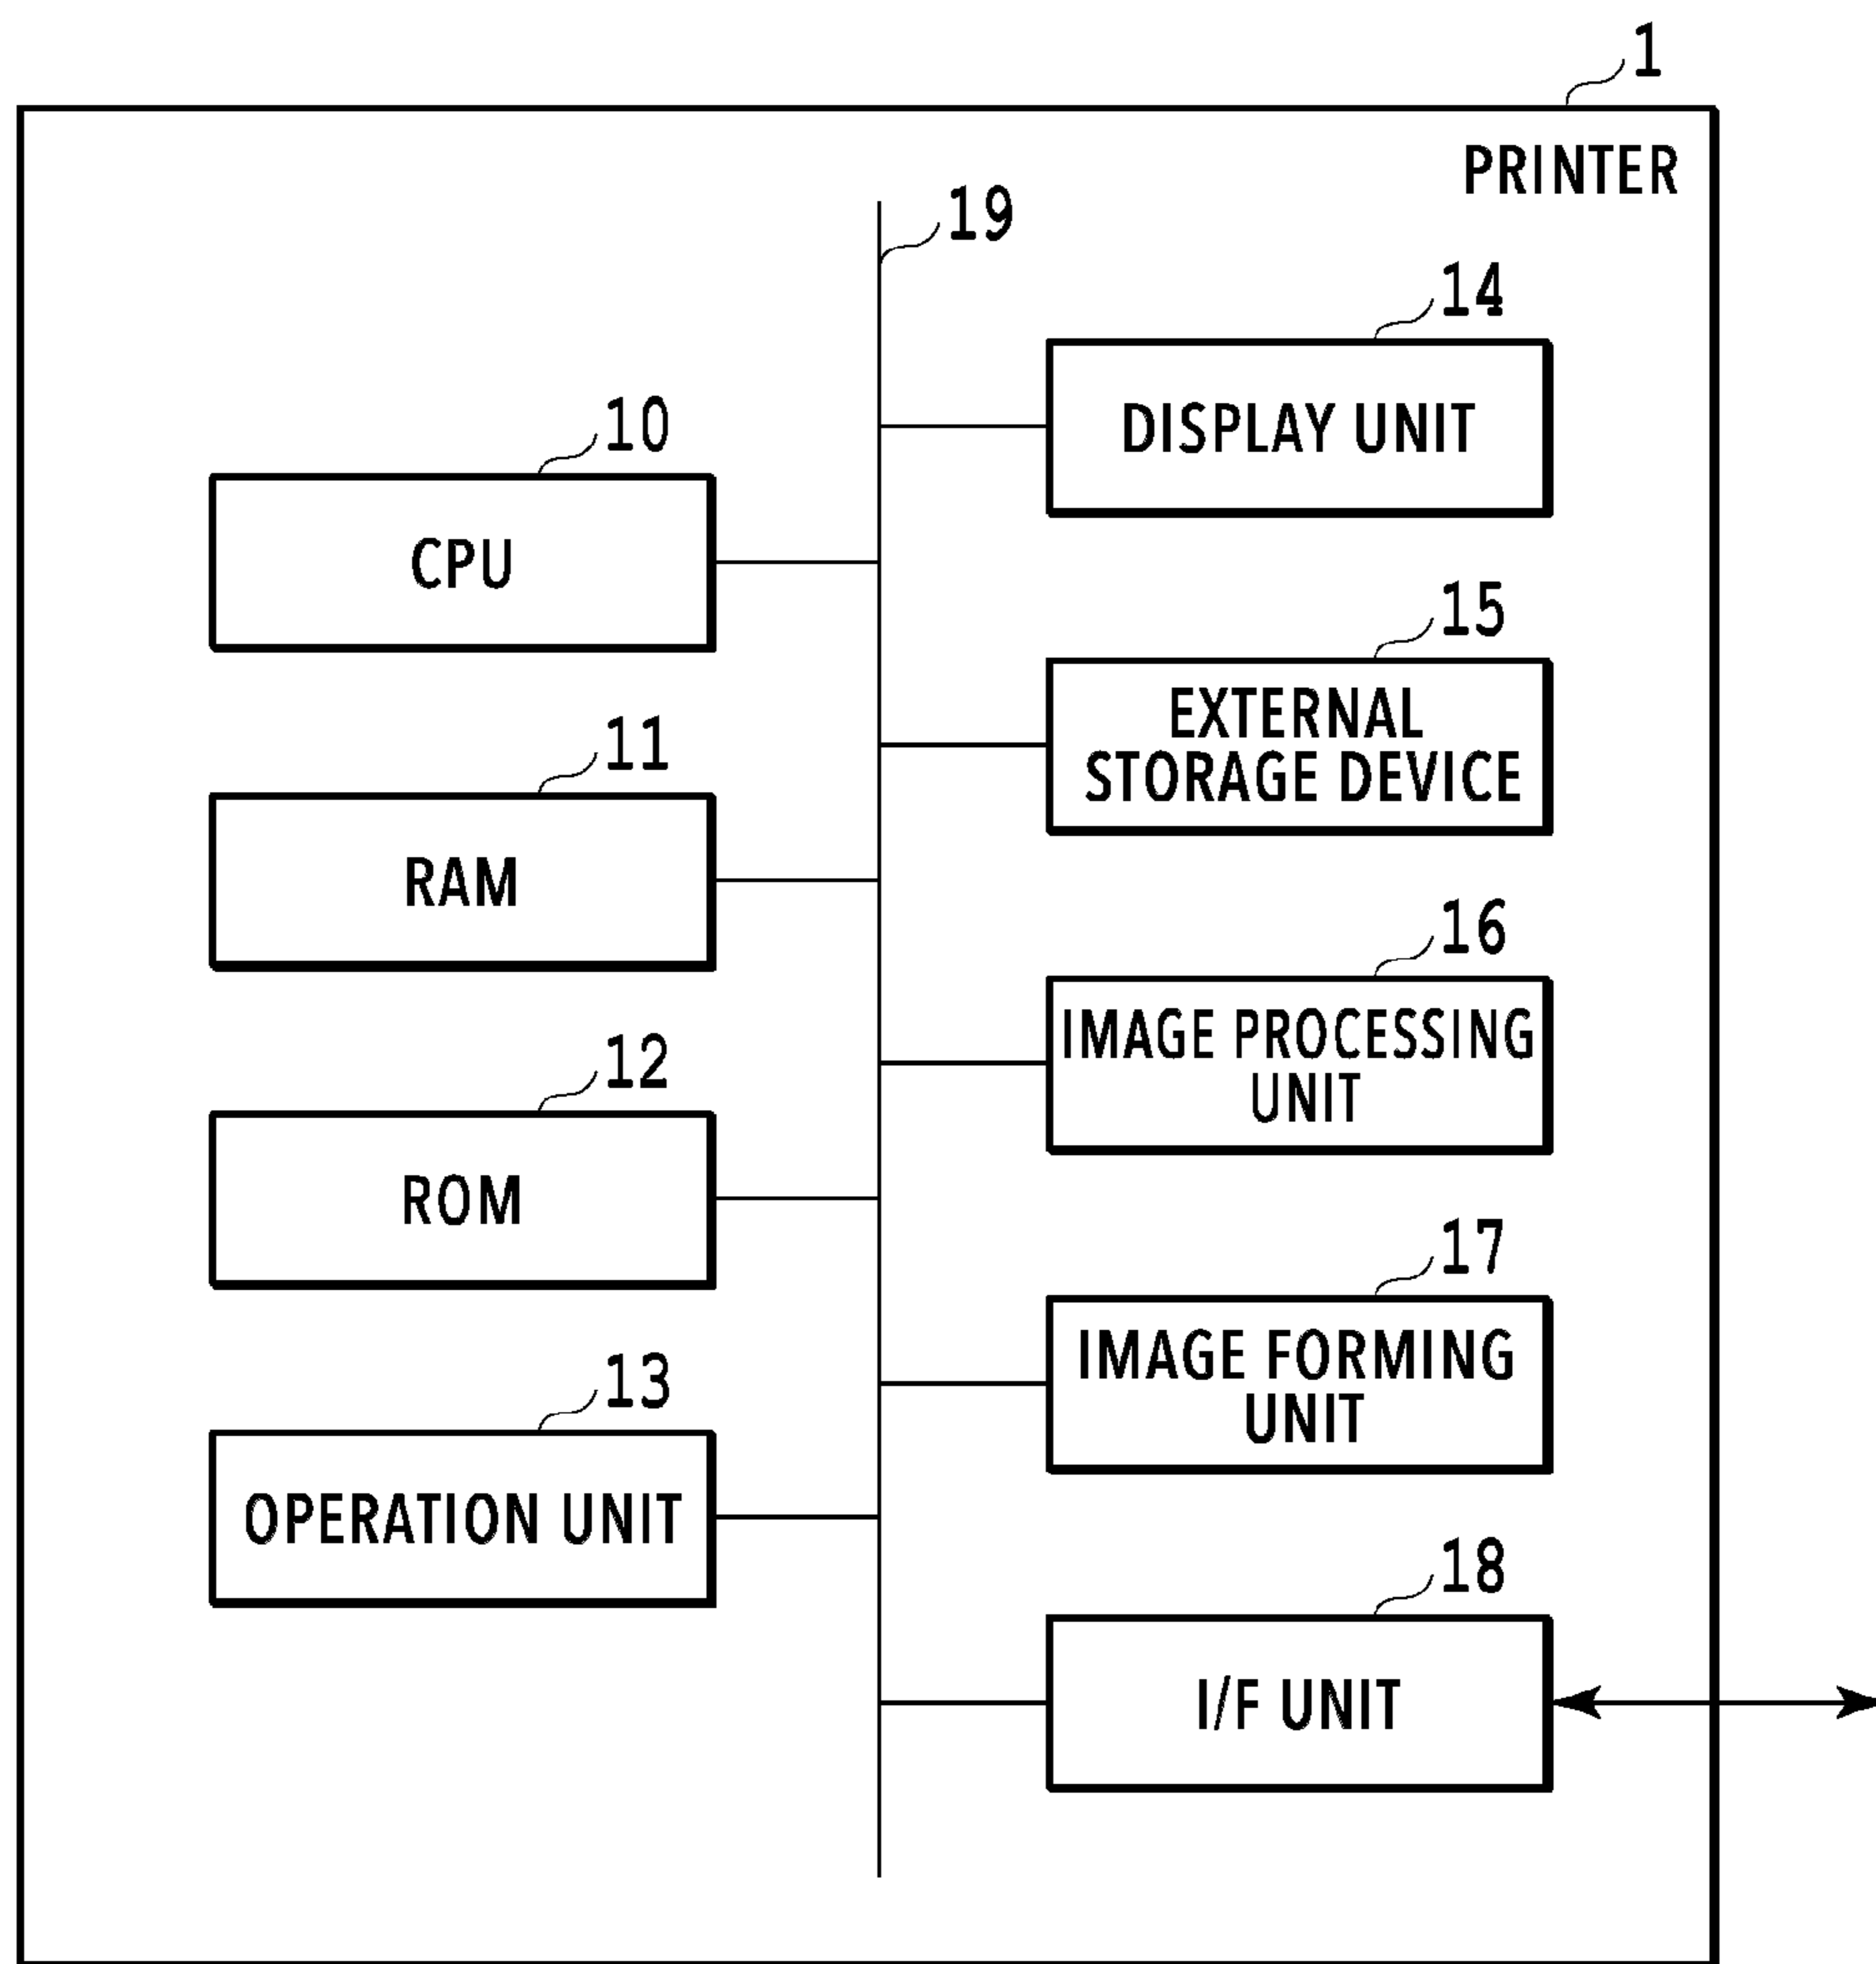 1
PRINTER
19
10
CPU
11
RAM
12
ROM
13
OPERATION UNIT
14
DISPLAY UNIT
15
EXTERNAL
STORAGE DEVICE
16
IMAGE PROCESSING
UNIT
17
IMAGE FORMING
UNIT
18
I/F UNIT